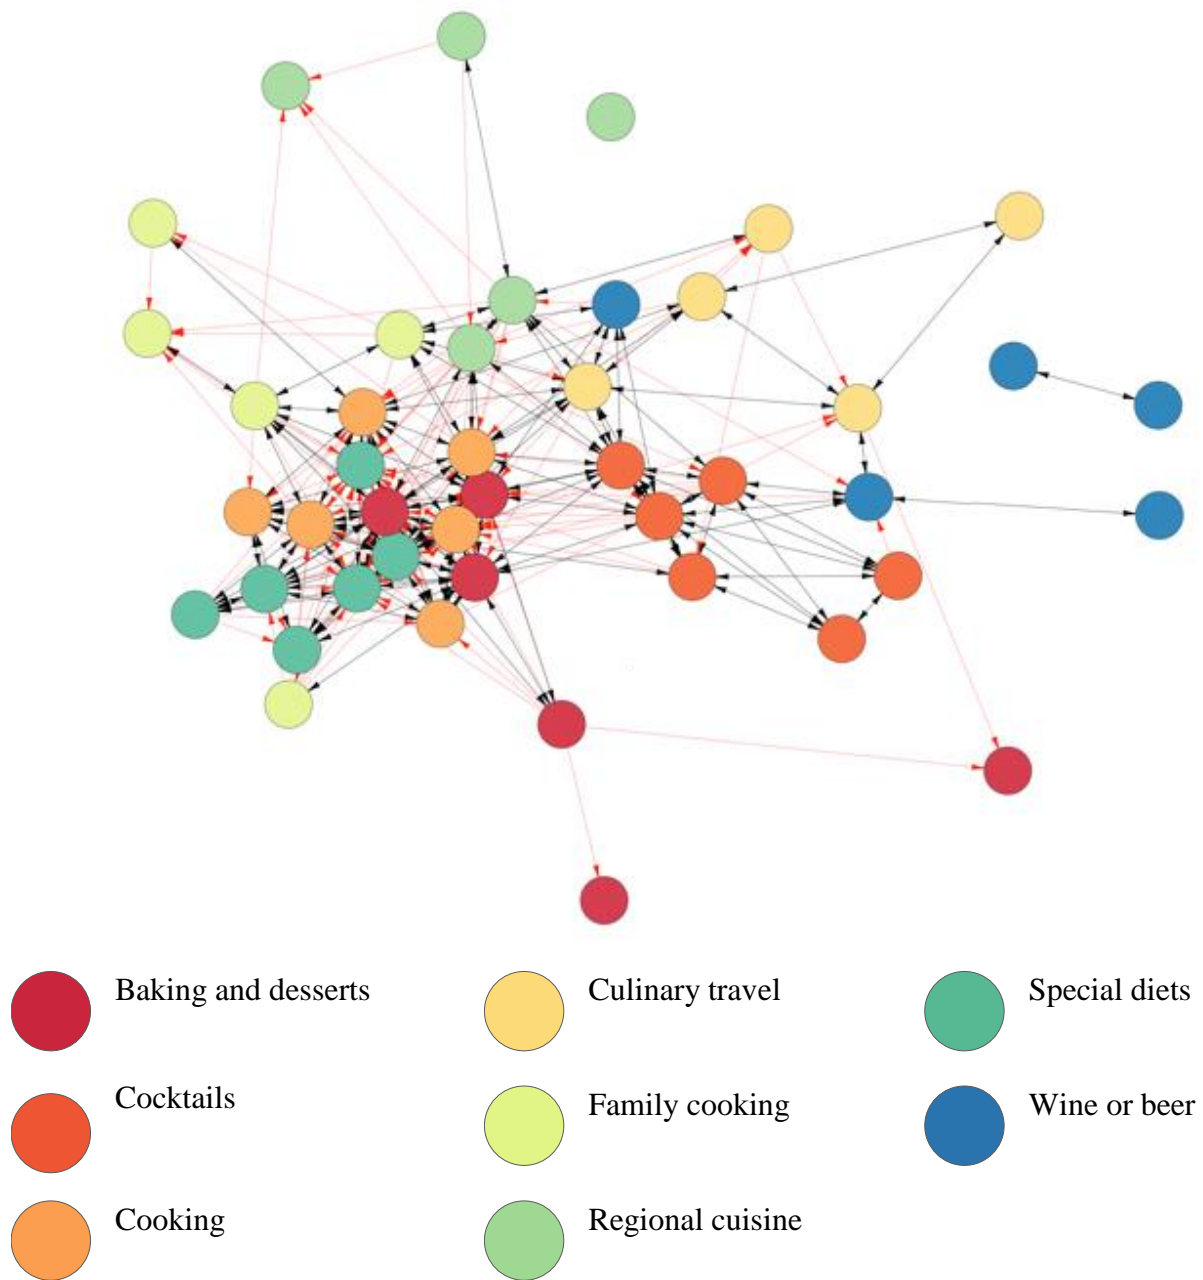 Baking and desserts
Culinary travel
Special diets
Cocktails
Family cooking
Wine or beer
Cooking
Regional cuisine